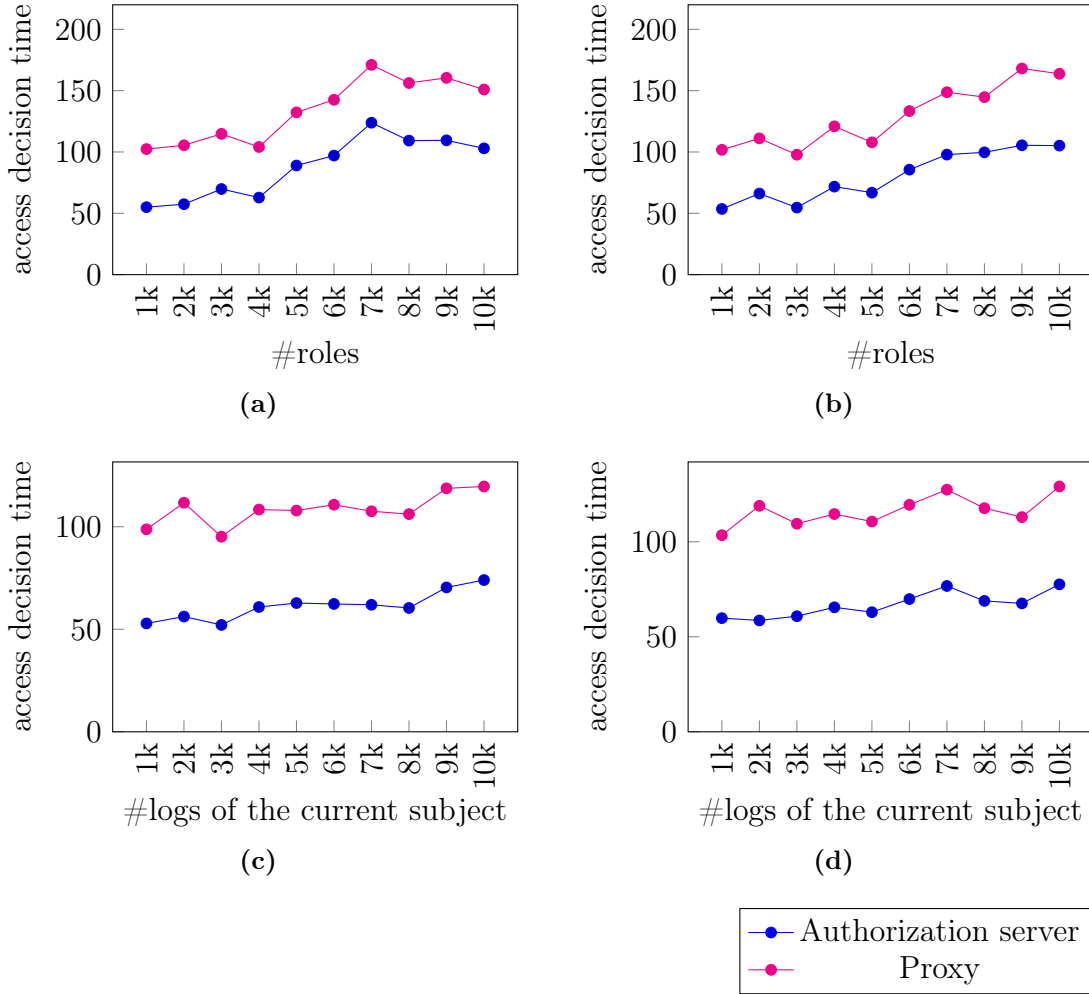 access decision time
200
150
100
50
0
1k 2k 3k 4k 5k 6k 7k 8k 9k 10k
#roles
(a)
access decision time
200
150
100
50
0
1k 2k 3k 4k 5k 6k 7k 8k 9k 10k
#roles
(b)
access decision time
100
50
0
1k 2k 3k 4k 5k 6k 7k 8k 9k 10k
#logs of the current subject
(c)
access decision time
100
50
0
1k 2k 3k 4k 5k 6k 7k 8k 9k 10k
#logs of the current subject
(d)
Authorization server
Proxy